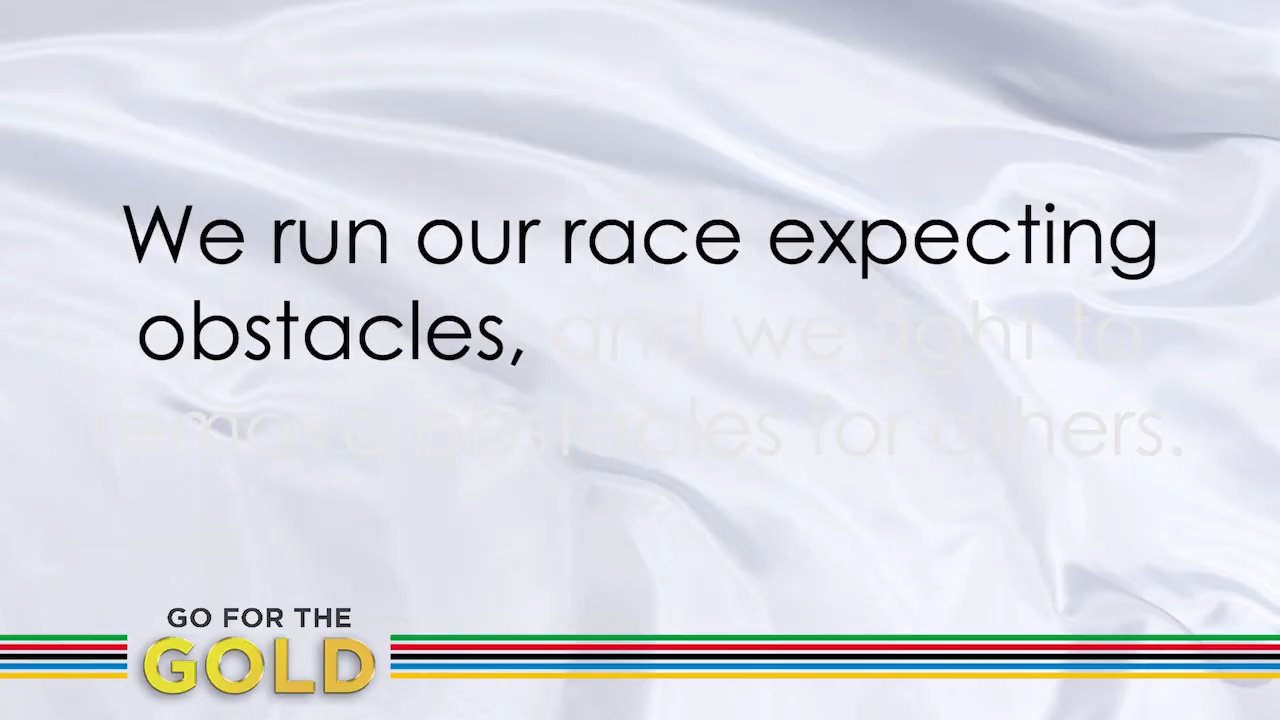 We run our race expecting
obstacles, and we fight to
remove obstacles for others.
GO FOR THE
GOLD